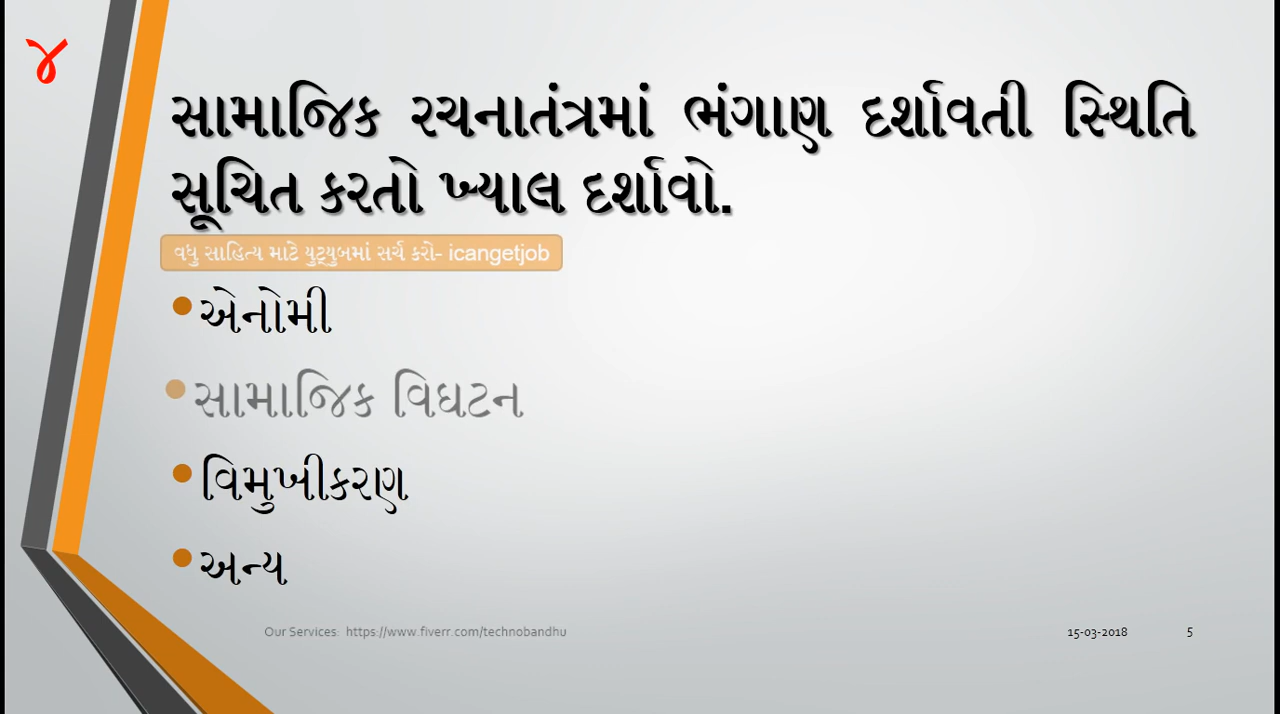 ४
સામાજિક રચનાતંત્રમાં ભંગાણ દર્શાવતી સ્થિતિ
સૂચિત કરતો ખ્યાલ દર્શાવો.
વધુ સાહિત્ય માટે યુટ્યુબમાં સર્ચ કરો- icangetjob
•એનોમી
•સામાજિક વિઘટન
•વિમુખીકરણ
•અન્ય
Our Services: https://www.fiverr.com/technobandhu 15-03-2018 5